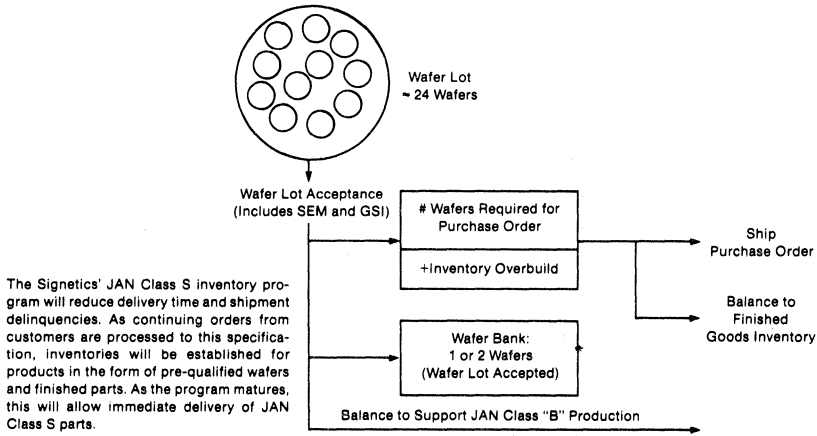 Wafer Lot
≈ 24 Wafers
Wafer Lot Acceptance
(Includes SEM and GSI)
# Wafers Required for
Purchase Order
+Inventory Overbuild
Ship
Purchase Order
Balance to
Finished
Goods Inventory
The Signetics' JAN Class S inventory pro-
gram will reduce delivery time and shipment
delinquencies. As continuing orders from
customers are processed to this specifica-
tion, inventories will be established for
products in the form of pre-qualified wafers
and finished parts. As the program matures,
this will allow immediate delivery of JAN
Class S parts.
Wafer Bank:
1 or 2 Wafers
(Wafer Lot Accepted)
*
Balance to Support JAN Class "B" Production